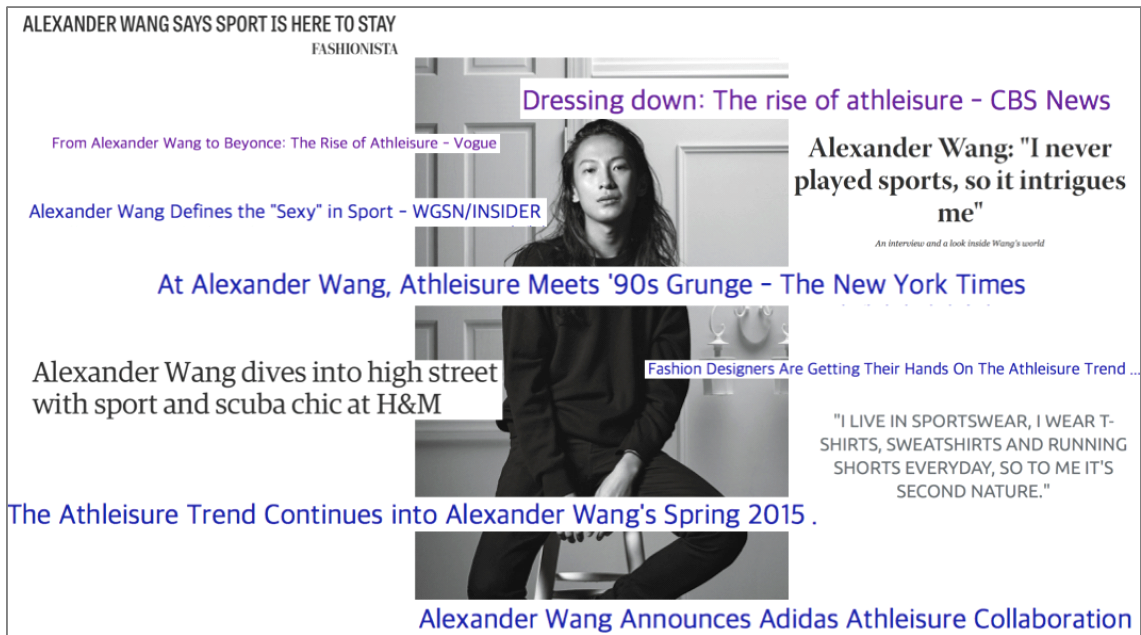 ALEXANDER WANG SAYS SPORT IS HERE TO STAY
FASHIONISTA
Dressing down: The rise of athleisure - CBS News
From Alexander Wang to Beyonce: The Rise of Athleisure - Vogue
Alexander Wang: "I never
played sports, so it intrigues
me"
An interview and a look inside Wang's world
Alexander Wang Defines the "Sexy" in Sport - WGSN/INSIDER
At Alexander Wang, Athleisure Meets '90s Grunge - The New York Times
Alexander Wang dives into high street
with sport and scuba chic at H&M
Fashion Designers Are Getting Their Hands On The Athleisure Trend ...
"I LIVE IN SPORTSWEAR, I WEAR T-
SHIRTS, SWEATSHIRTS AND RUNNING
SHORTS EVERYDAY, SO TO ME IT'S
SECOND NATURE."
The Athleisure Trend Continues into Alexander Wang's Spring 2015 .
Alexander Wang Announces Adidas Athleisure Collaboration